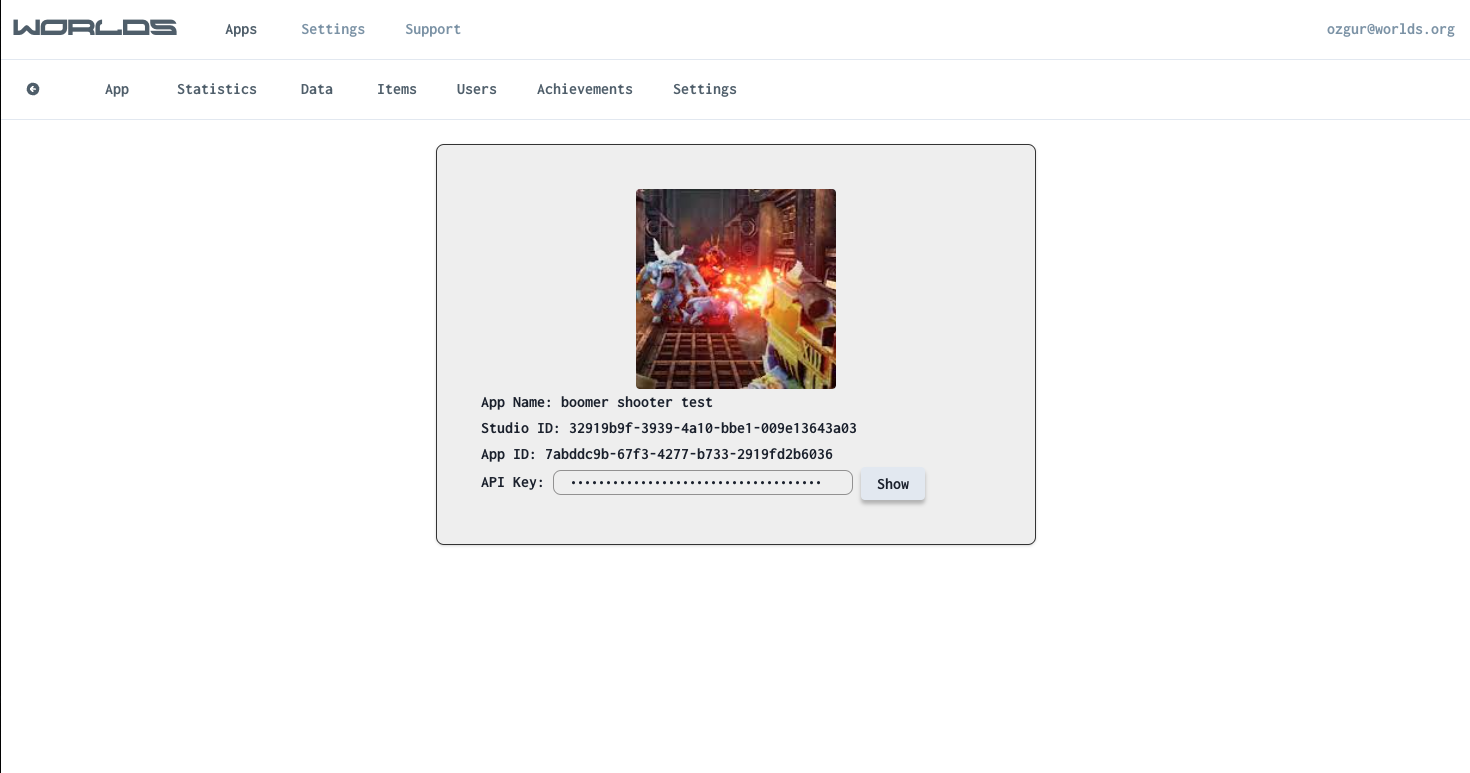 WORLDS Apps Settings Support ozgur@worlds.org
App Statistics Data Items Users Achievements Settings
App Name: boomer shooter test
Studio ID: 32919b9f-3939-4a10-bbe1-009e13643a03
App ID: 7abddc9b-67f3-4277-b733-2919fd2b6036
API Key: •••••••••••••••••••••••••••••••••••• Show